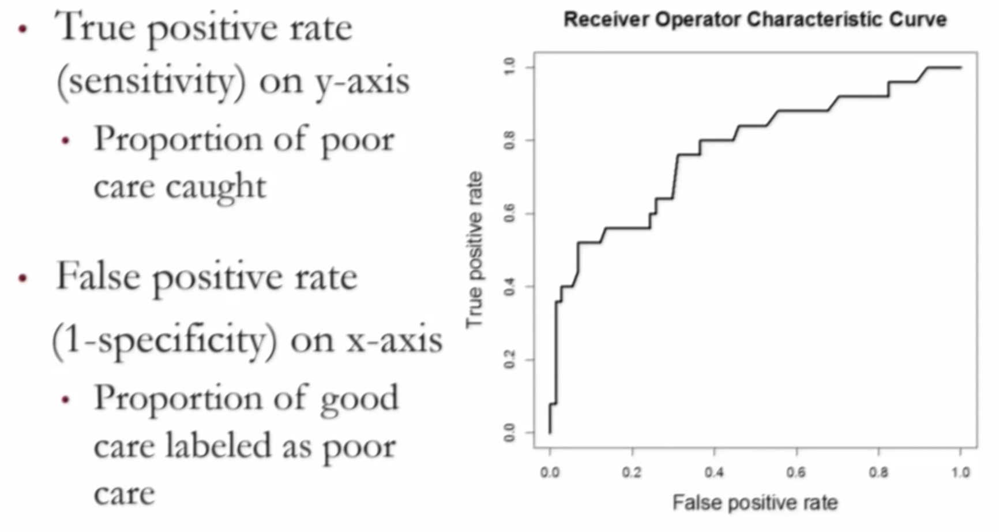 • True positive rate
(sensitivity) on y-axis
• Proportion of poor
care caught
• False positive rate
(1-specificity) on x-axis
• Proportion of good
care labeled as poor
care
Receiver Operator Characteristic Curve
True positive rate
1.0
0.8
0.6
0.4
0.2
0.0
0.0 0.2 0.4 0.6 0.8 1.0
False positive rate